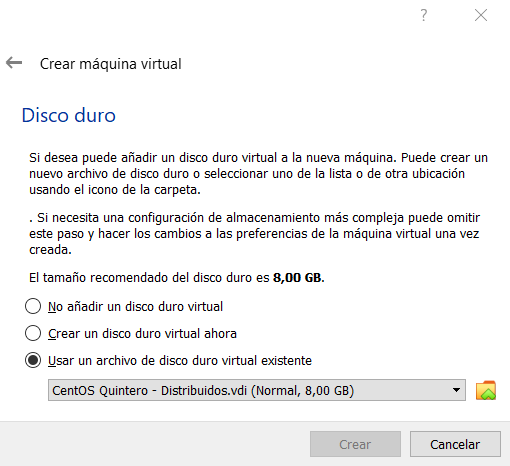 ?
Crear máquina virtual
Disco duro
Si desea puede añadir un disco duro virtual a la nueva máquina. Puede crear un
nuevo archivo de disco duro o seleccionar uno de la lista o de otra ubicación
usando el icono de la carpeta.
. Si necesita una configuración de almacenamiento más compleja puede omitir
este paso y hacer los cambios a las preferencias de la máquina virtual una vez
creada.
El tamaño recomendado del disco duro es 8,00 GB.
No añadir un disco duro virtual
Crear un disco duro virtual ahora
Usar un archivo de disco duro virtual existente
CentOS Quintero - Distribuidos.vdi (Normal, 8,00 GB)
Crear
Cancelar